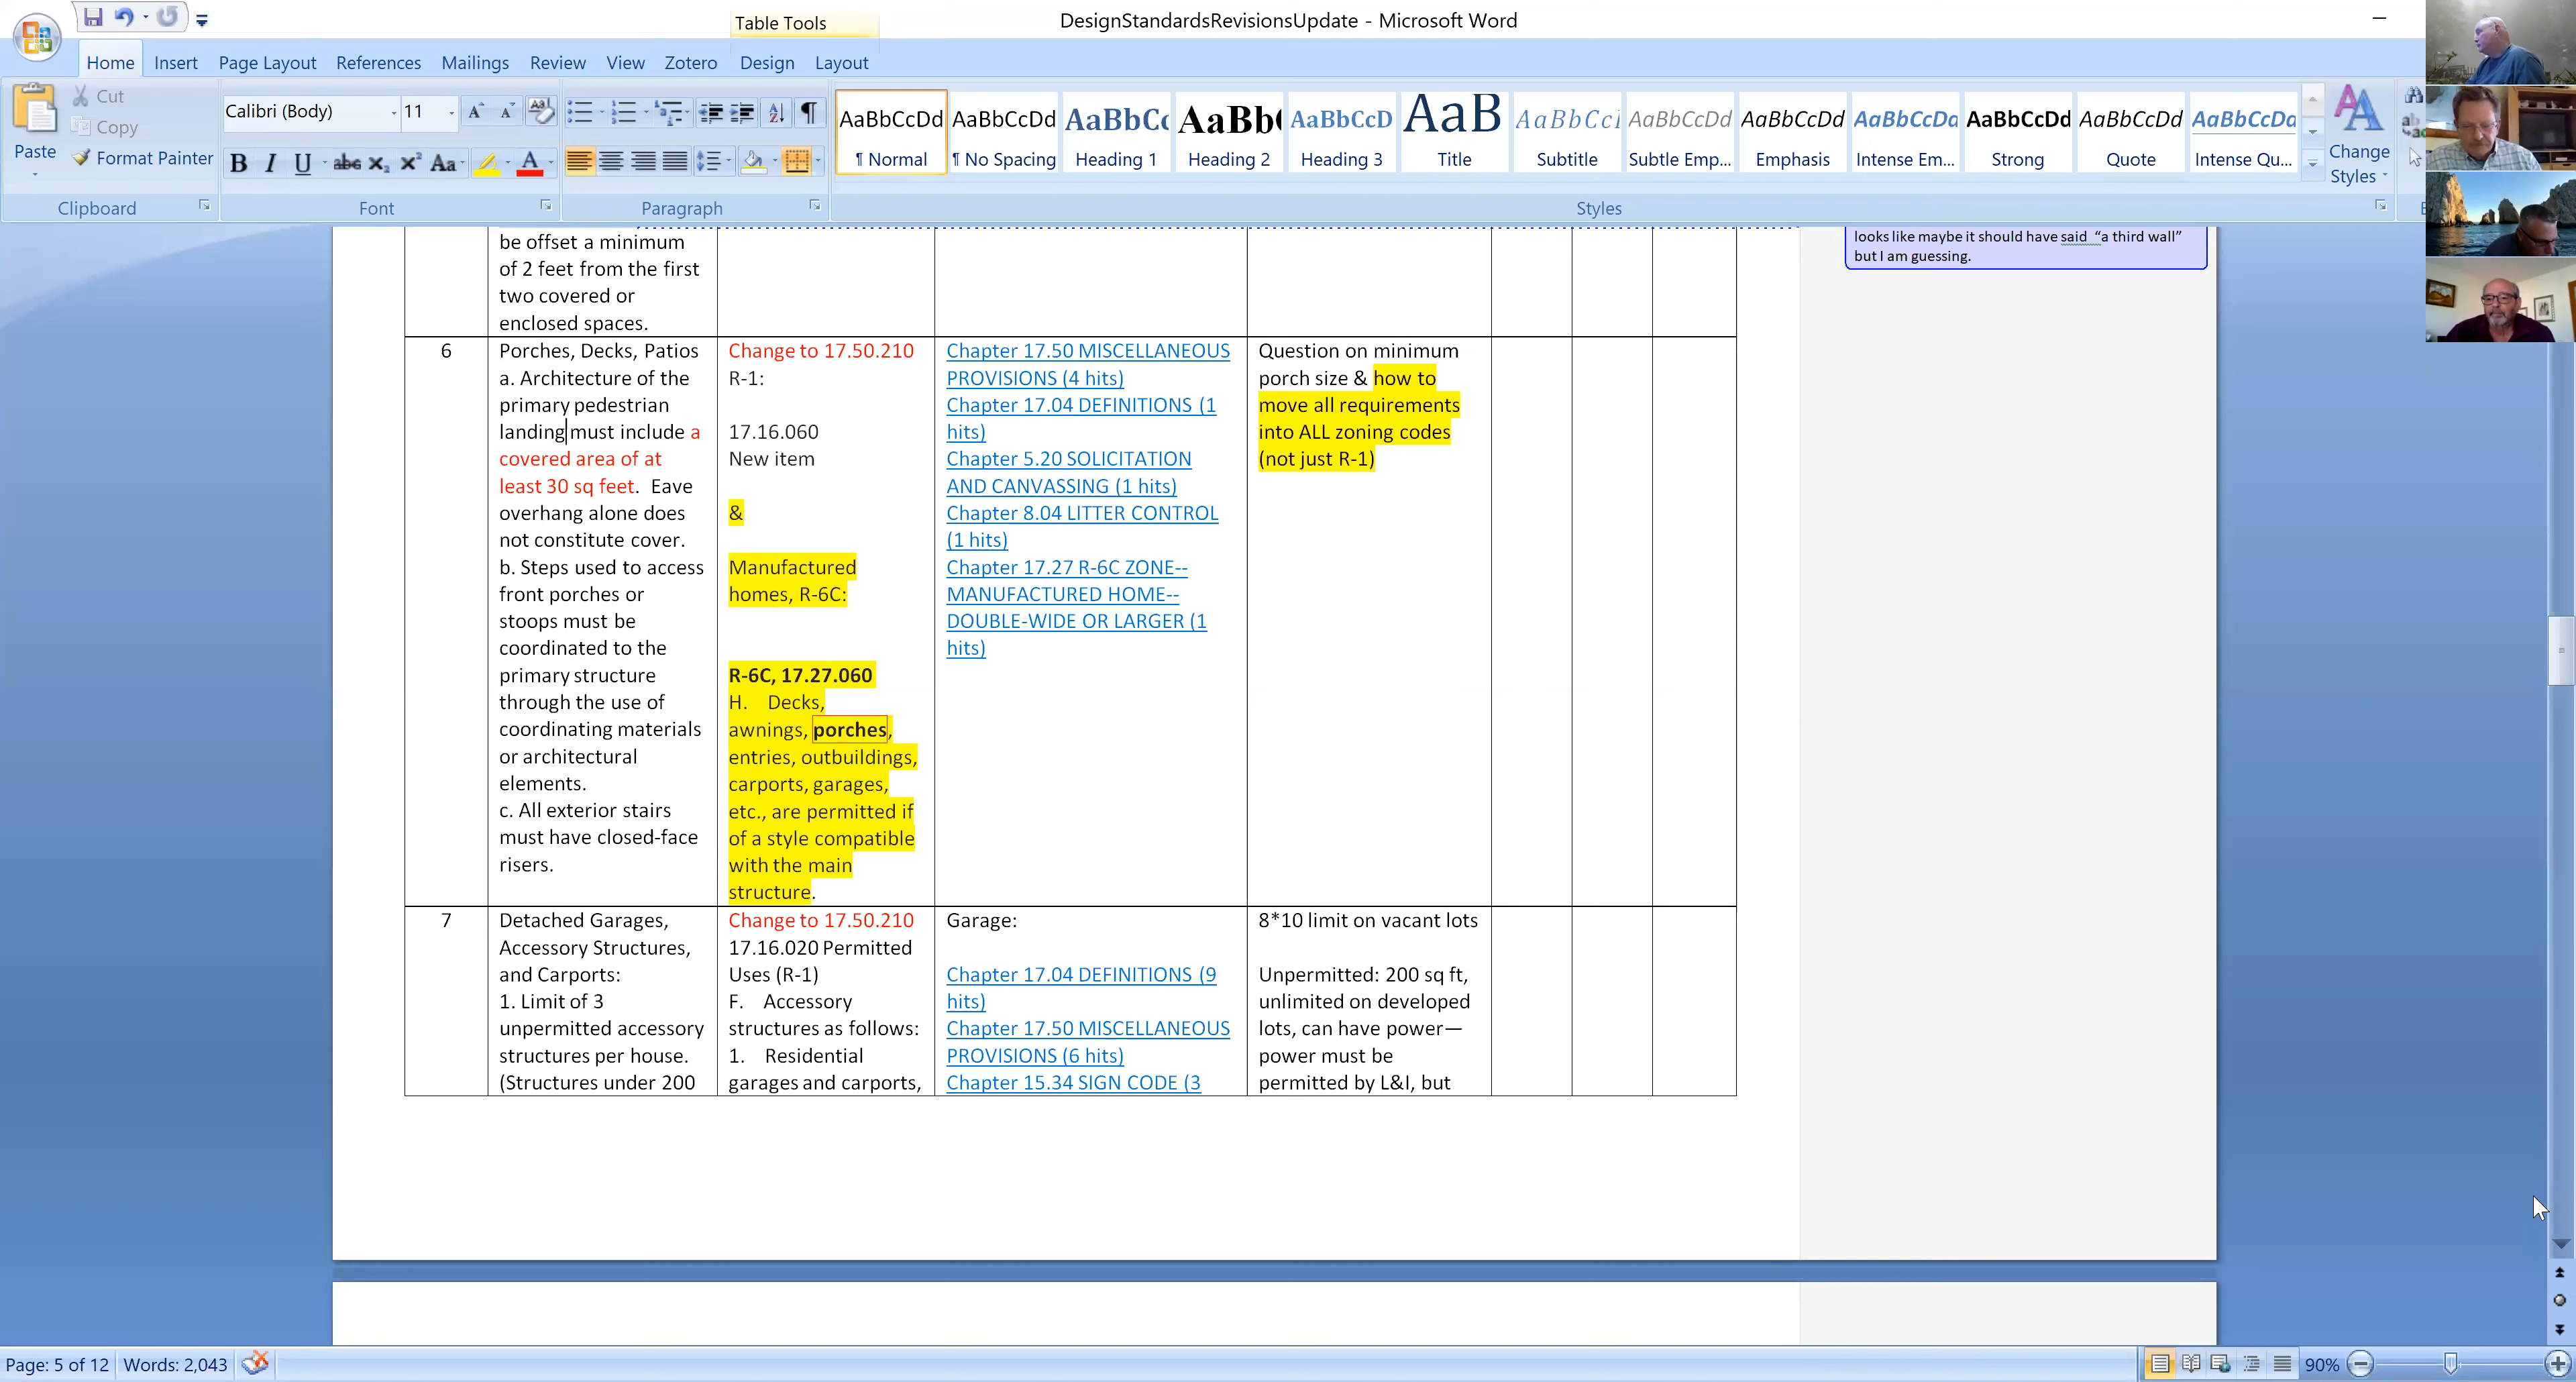 Table Tools
DesignStandardsRevisionsUpdate - Microsoft Word
Home Insert Page Layout References Mailings Review View Zotero Design Layout
Cut
Copy
Format Painter
Paste
Clipboard
Calibri (Body) 11
B I U abc X₂ X² Aa A
Font
Paragraph
AaBbCcDd AaBbCcDd AaBbCc AaBb AaBbCcD AaB AaBbCcI AaBbCcDd AaBbCcDd AaBbCcDd AaBbCcDd AaBbCcDd AaBbCcDd
¶ Normal ¶ No Spacing Heading 1 Heading 2 Heading 3 Title Subtitle Subtle Emp... Emphasis Intense Em... Strong Quote Intense Qu...
Change
Styles
Styles
be offset a minimum
of 2 feet from the first
two covered or
enclosed spaces.
looks like maybe it should have said “a third wall”
but I am guessing.
6
Porches, Decks, Patios
a. Architecture of the
primary pedestrian
landing must include a
covered area of at
least 30 sq feet. Eave
overhang alone does
not constitute cover.
b. Steps used to access
front porches or
stoops must be
coordinated to the
primary structure
through the use of
coordinating materials
or architectural
elements.
c. All exterior stairs
must have closed-face
risers.
Change to 17.50.210
R-1:
17.16.060
New item
&
Manufactured
homes, R-6C:
R-6C, 17.27.060
H. Decks,
awnings, porches,
entries, outbuildings,
carports, garages,
etc., are permitted if
of a style compatible
with the main
structure.
Chapter 17.50 MISCELLANEOUS
PROVISIONS (4 hits)
Chapter 17.04 DEFINITIONS (1
hits)
Chapter 5.20 SOLICITATION
AND CANVASSING (1 hits)
Chapter 8.04 LITTER CONTROL
(1 hits)
Chapter 17.27 R-6C ZONE--
MANUFACTURED HOME--
DOUBLE-WIDE OR LARGER (1
hits)
Question on minimum
porch size & how to
move all requirements
into ALL zoning codes
(not just R-1)
7
Detached Garages,
Accessory Structures,
and Carports:
1. Limit of 3
unpermitted accessory
structures per house.
(Structures under 200
Change to 17.50.210
17.16.020 Permitted
Uses (R-1)
F. Accessory
structures as follows:
1. Residential
garages and carports,
Garage:
Chapter 17.04 DEFINITIONS (9
hits)
Chapter 17.50 MISCELLANEOUS
PROVISIONS (6 hits)
Chapter 15.34 SIGN CODE (3
8*10 limit on vacant lots
Unpermitted: 200 sq ft,
unlimited on developed
lots, can have power—
power must be
permitted by L&I, but
Page: 5 of 12 Words: 2,043
90%